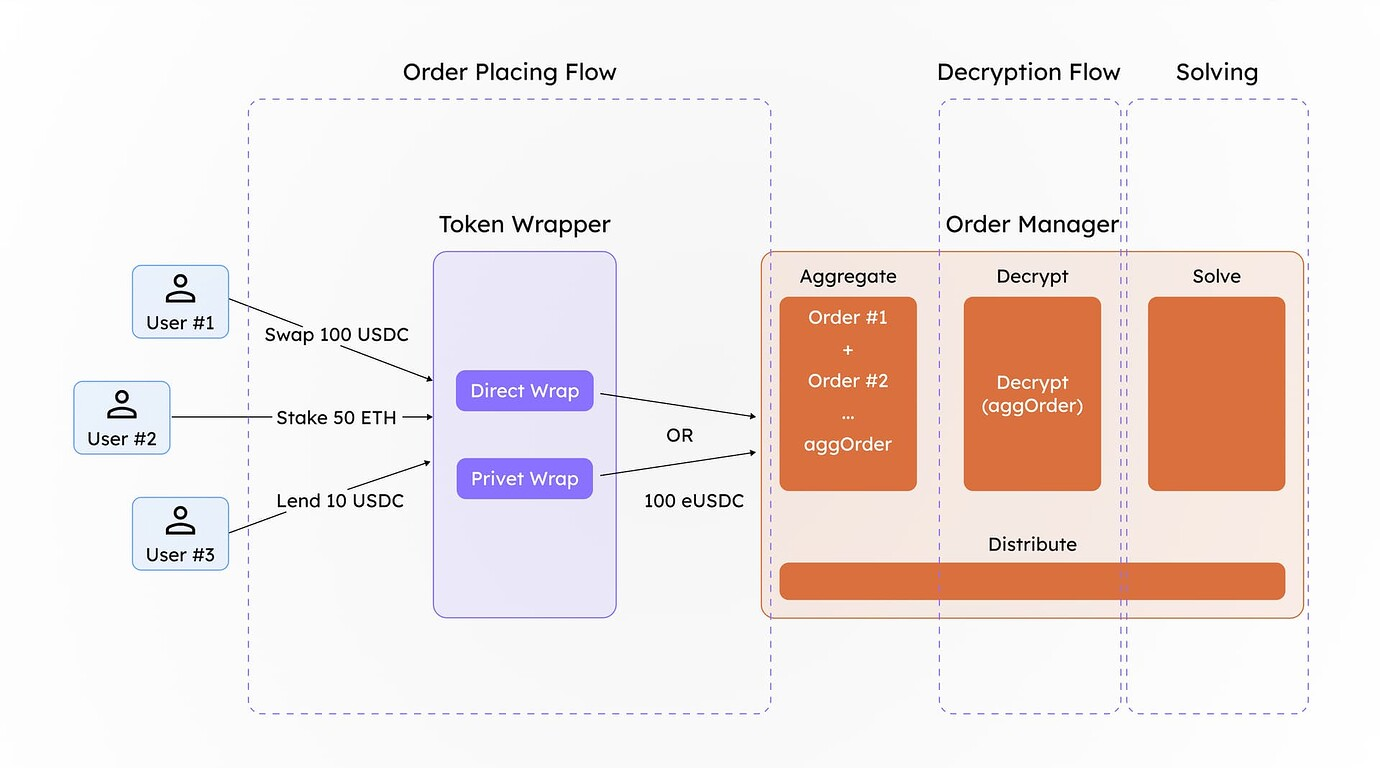 Order Placing Flow
Decryption Flow
Solving
Token Wrapper
Order Manager
User #1
Swap 100 USDC
User #2
Stake 50 ETH
User #3
Lend 10 USDC
Direct Wrap
Privet Wrap
OR
100 eUSDC
Aggregate
Order #1
+
Order #2
...
aggOrder
Decrypt
Decrypt
(aggOrder)
Solve
Distribute